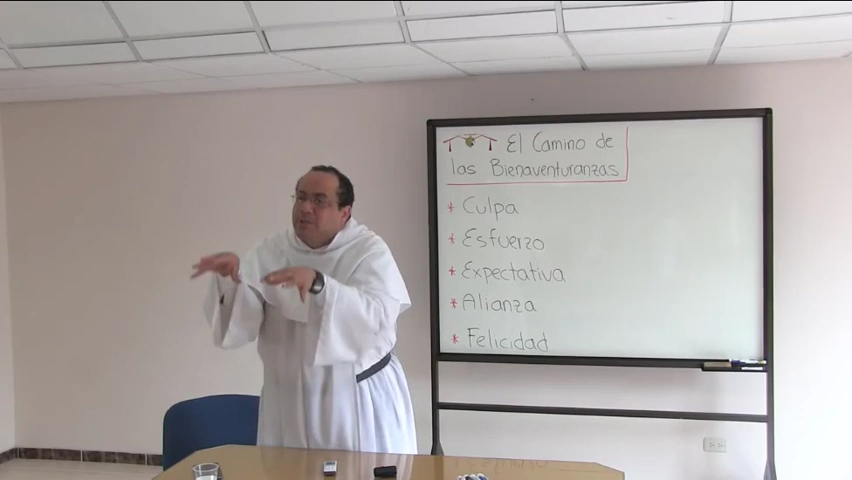 El Camino de
las Bienaventuranzas
* Culpa
* Esfuerzo
* Expectativa
* Alianza
* Felicidad